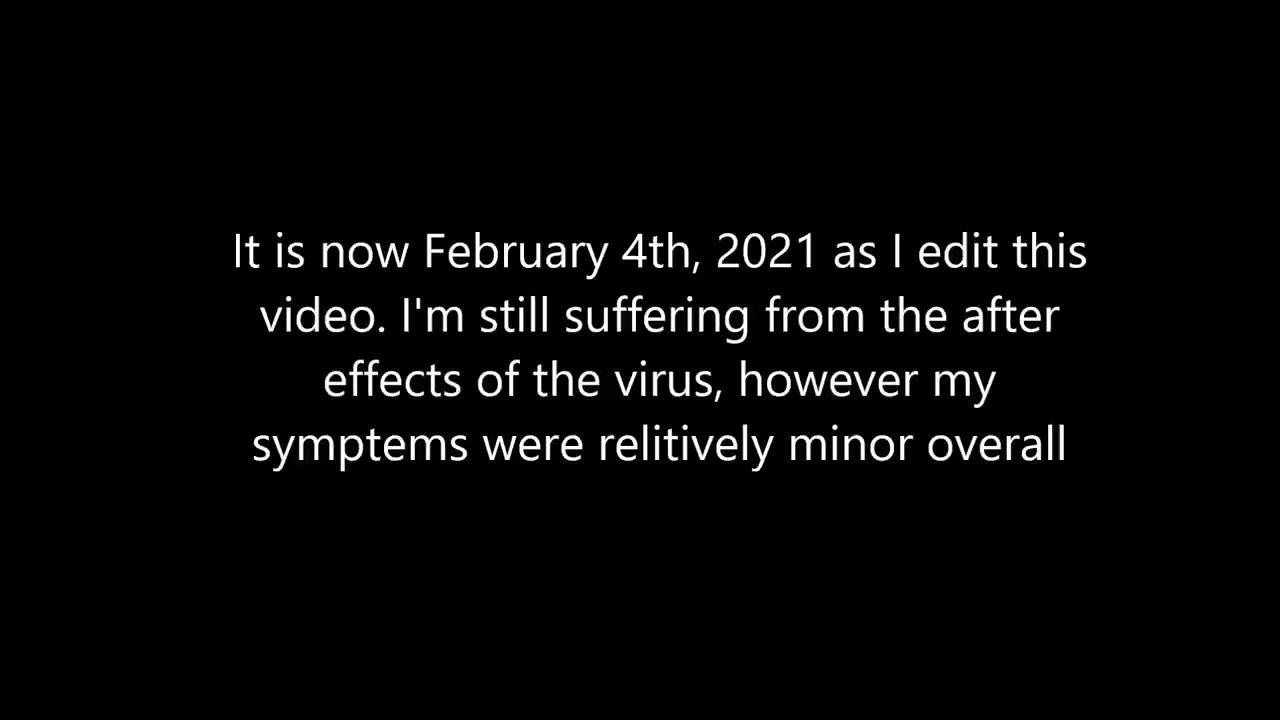 It is now February 4th, 2021 as I edit this
video. I'm still suffering from the after
effects of the virus, however my
symptems were relitively minor overall